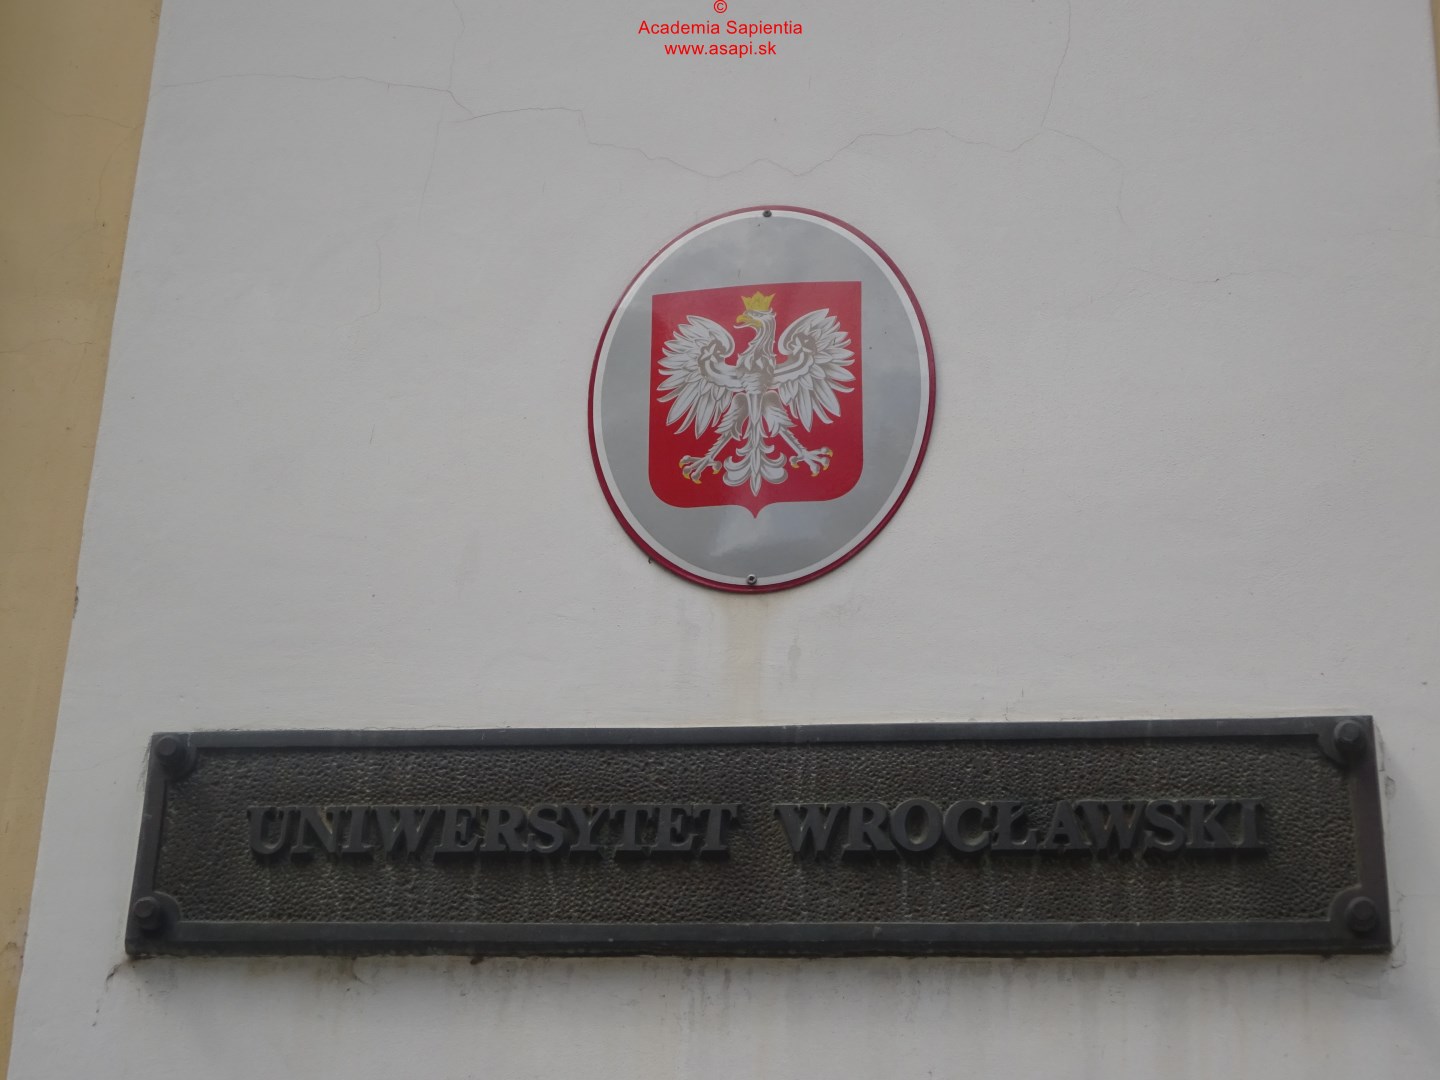 ©
Academia Sapientia
www.asapi.sk
UNIWERSYTET WROCŁAWSKI